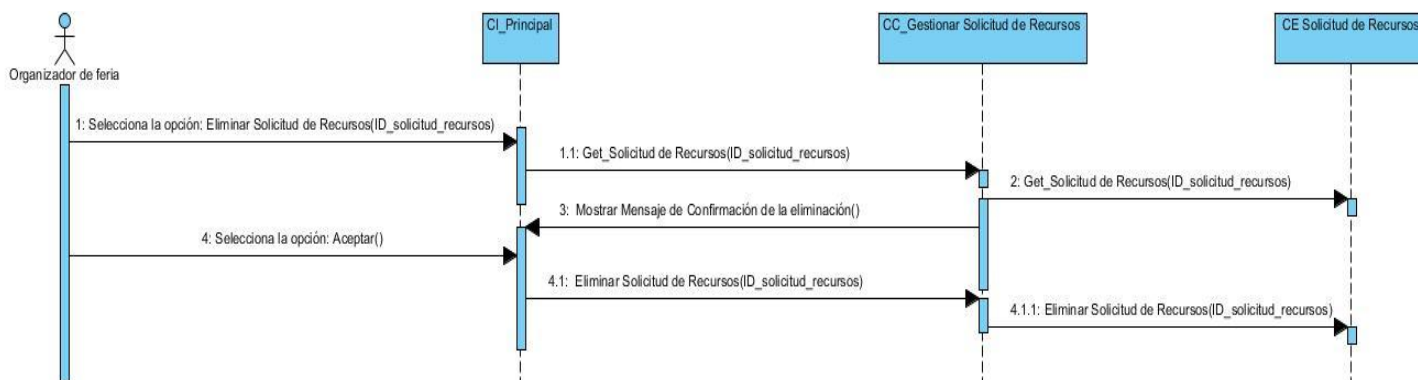 CI_Principal
CC_Gestionar Solicitud de Recursos
CE Solicitud de Recursos
Organizador de feria
1: Selecciona la opción: Eliminar Solicitud de Recursos(ID_solicitud_recursos)
1.1: Get_Solicitud de Recursos(ID_solicitud_recursos)
2: Get_Solicitud de Recursos(ID_solicitud_recursos)
3: Mostrar Mensaje de Confirmación de la eliminación()
4: Selecciona la opción: Aceptar()
4.1: Eliminar Solicitud de Recursos(ID_solicitud_recursos)
4.1.1: Eliminar Solicitud de Recursos(ID_solicitud_recursos)